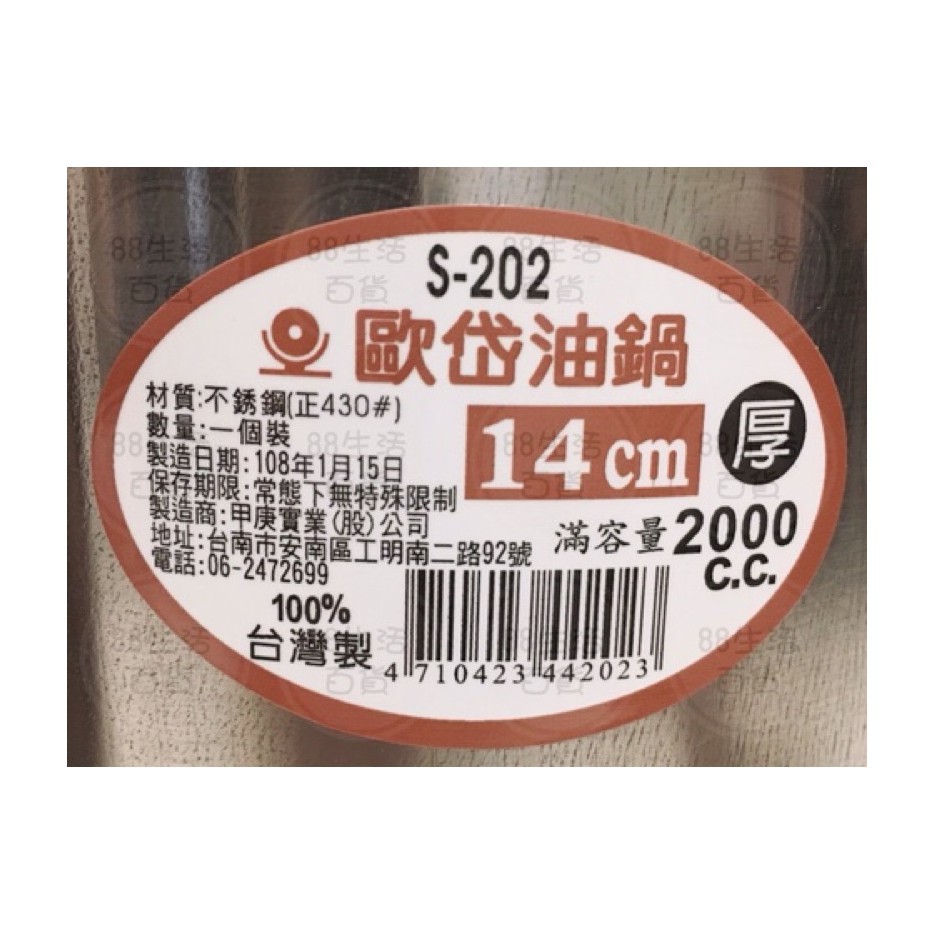 S-202
歐岱油鍋
材質:不銹鋼(正430#)
數量:一個裝
製造日期:108年1月15日
保存期限:常態下無特殊限制
製造商:甲庚實業(股)公司
地址:台南市安南區工明南二路92號
電話:06-2472699
14cm
厚
滿容量2000
C.C.
100%
台灣製
4 710423 442023
88生活
百貨